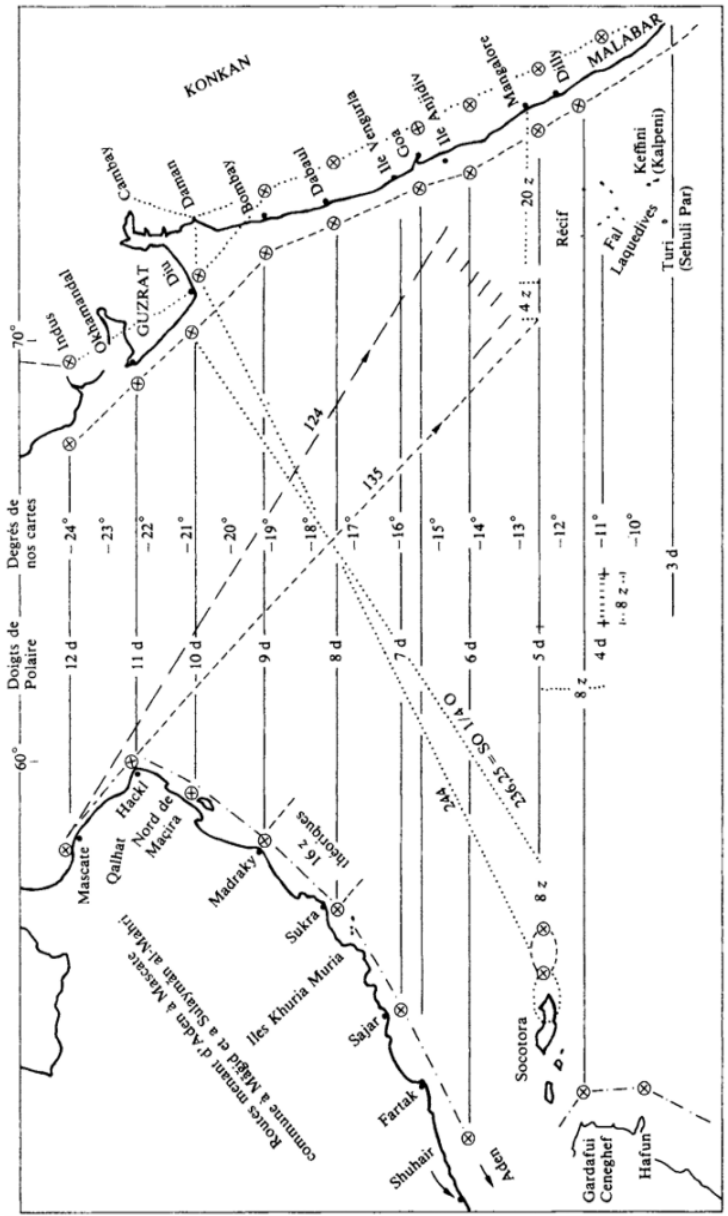 Doigts de
Polaire
Degrés de
nos cartes
60°
70°
12 d
11 d
10 d
9 d
8 d
7 d
6 d
5 d
4 d
3 d
– 24°
– 23°
– 22°
– 21°
– 20°
– 19°
– 18°
– 17°
– 16°
– 15°
– 14°
– 13°
– 12°
– 11°
– 10°
Mascate
Qalhat
Hackl
Nord de
Maçira
Madraky
Sukra
16 z
théoriques
Iles Khuria Muria
Sajar
Fartak
Shuhair
Aden
Routes menant d'Aden à Mascate
commune à Māǧid et a Sulaymān al-Mahri
Socotora
Gardafui
Ceneghef
Hafun
8 z
8 z
8 z
244
236,25 = SO 1/4 O
124
135
4 z
20 z
Indus
Okhamandal
GUZRAT
Diu
Cambay
Daman
Bombay
Dabaul
Ile Vengurla
Goa
Ile Anjidiv
Mangalore
Dilly
KONKAN
MALABAR
Récif
Fal
Laquedives
Keffini
(Kalpeni)
Turi
(Sehuli Par)